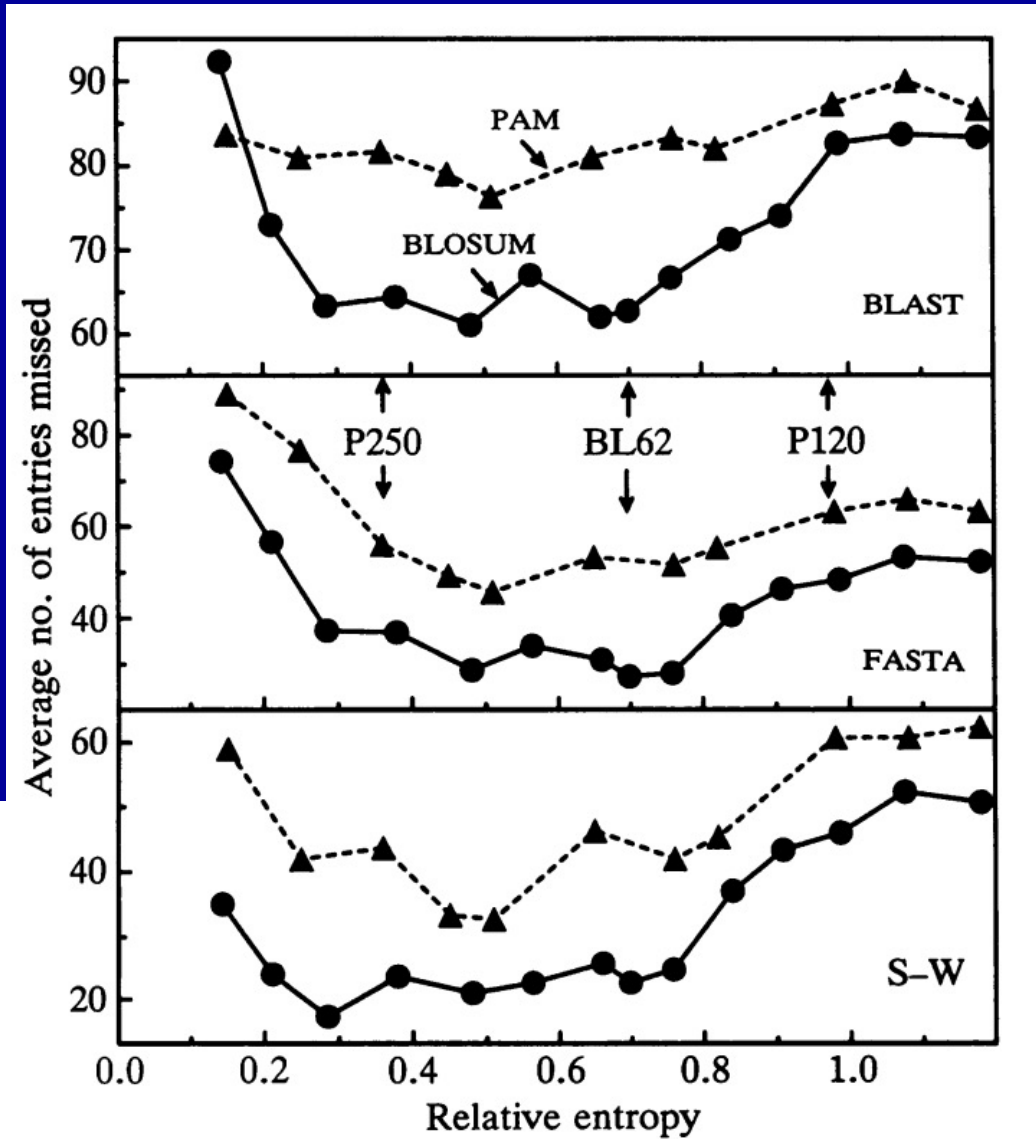 Average no. of entries missed
90
80
70
60
PAM
BLOSUM
BLAST
80
60
40
P250
BL62
P120
FASTA
60
40
20
S–W
0.0 0.2 0.4 0.6 0.8 1.0
Relative entropy